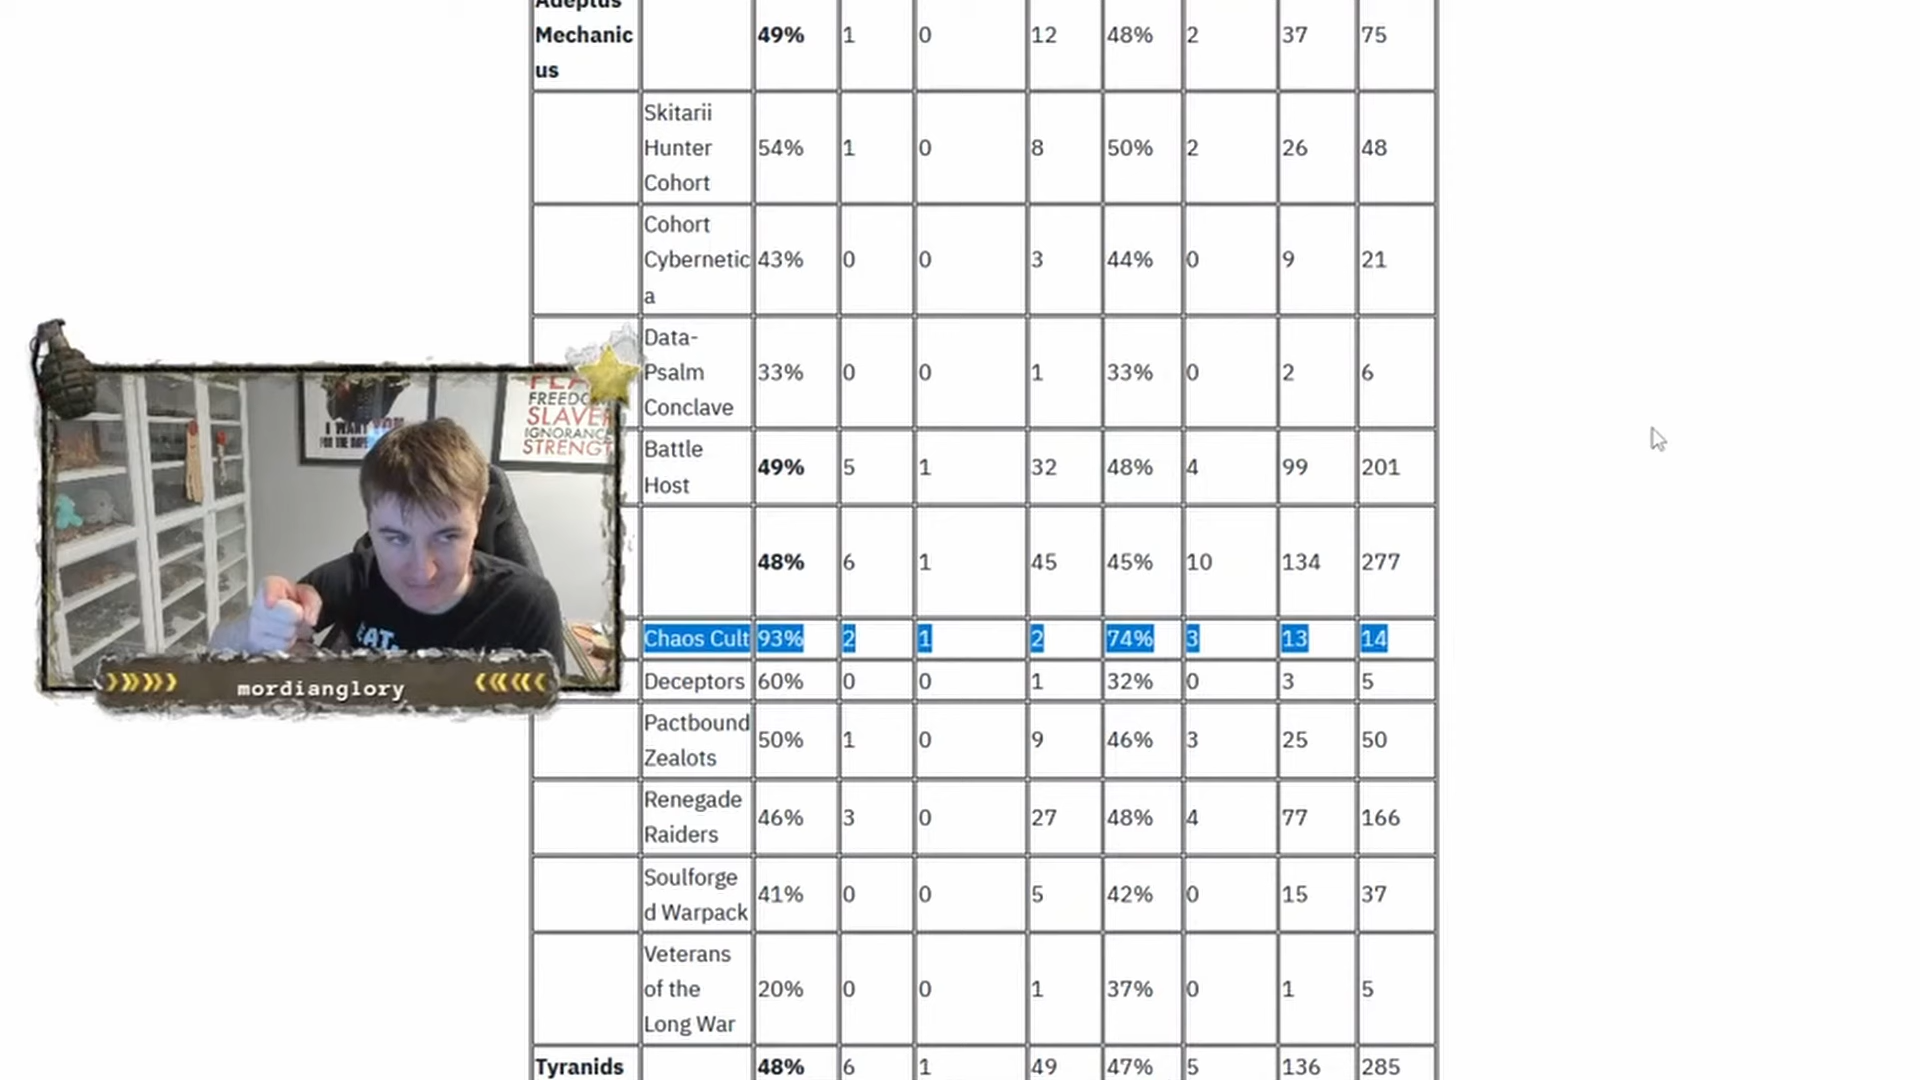 Adeptus
Mechanic
us
49% 1 0 12 48% 2 37 75
Skitarii
Hunter
Cohort
54% 1 0 8 50% 2 26 48
Cohort
Cybernetic
a
43% 0 0 3 44% 0 9 21
Data-
Psalm
Conclave
33% 0 0 1 33% 0 2 6
Battle
Host
49% 5 1 32 48% 4 99 201
48% 6 1 45 45% 10 134 277
Chaos Cult 93% 2 1 2 74% 3 13 14
Deceptors 60% 0 0 1 32% 0 3 5
Pactbound
Zealots
50% 1 0 9 46% 3 25 50
Renegade
Raiders
46% 3 0 27 48% 4 77 166
Soulforge
d Warpack
41% 0 0 5 42% 0 15 37
Veterans
of the
Long War
20% 0 0 1 37% 0 1 5
Tyranids 48% 6 1 49 47% 5 136 285
I WANT YOU
FREEDO
SLAVER
IGNORANC
STRENGT
EAT
mordianglory